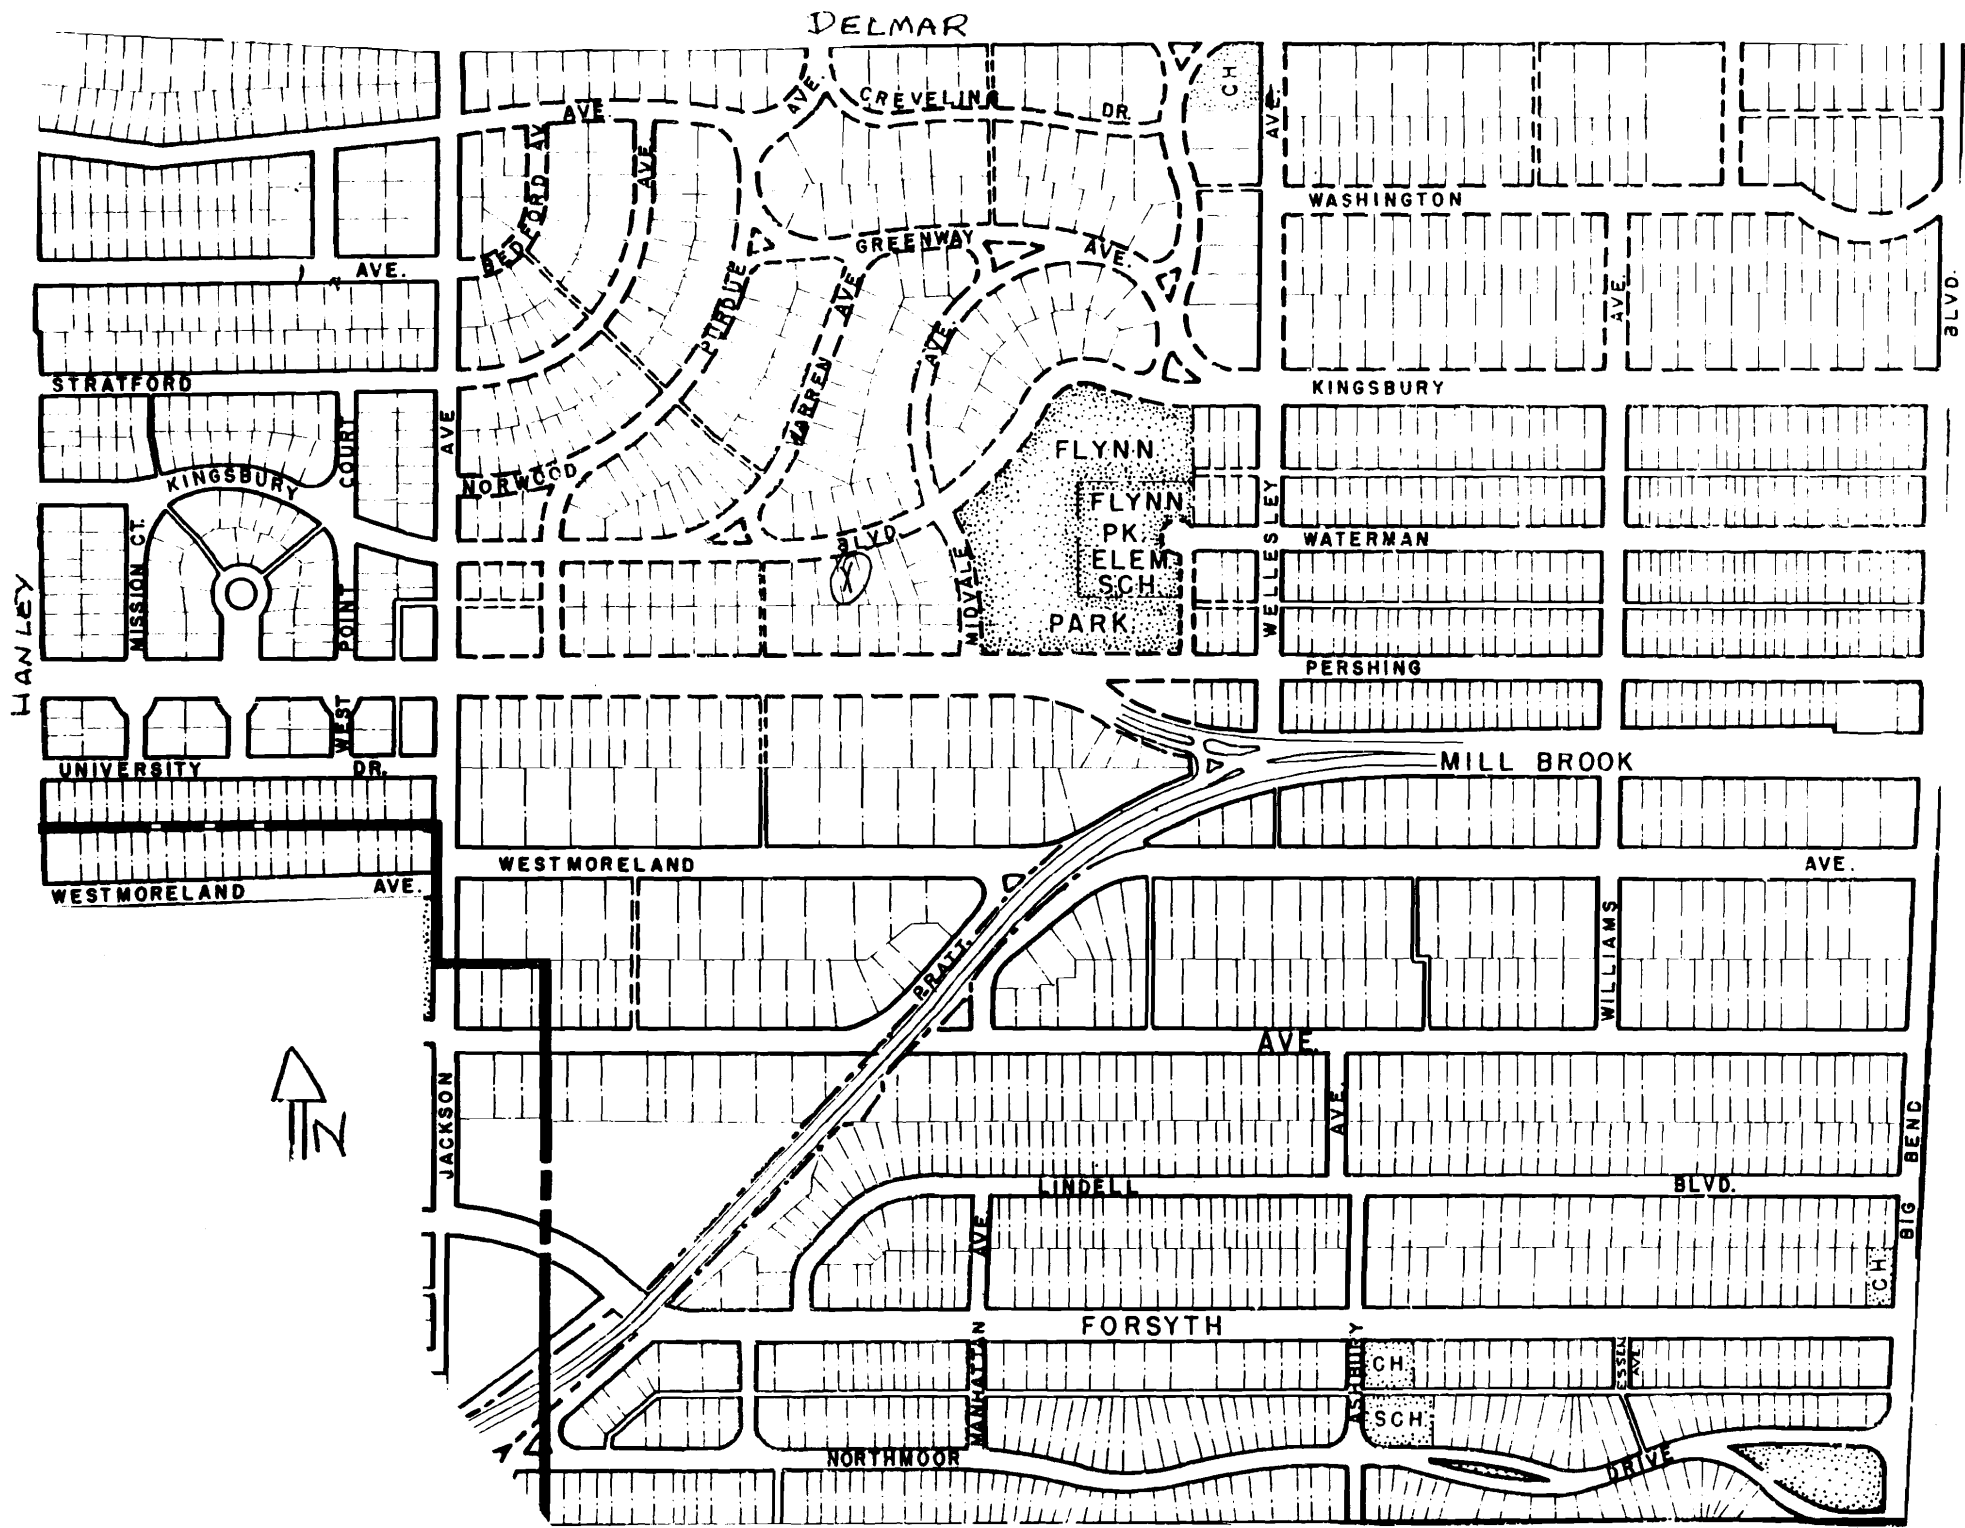 DELMAR
CH
AVE.
CREVELIN
DR.
AVE.
AVE.
BEDFORD AV
AVE.
WASHINGTON
GREENWAY
AVE.
AVE.
PURDUE
WARREN AVE
AVE.
AVE.
BLVD.
STRATFORD
KINGSBURY
AVE
COURT
KINGSBURY
NORWOOD
FLYNN
FLYNN
PK.
ELEM.
SCH.
PARK
WELLESLEY
WATERMAN
BLVD.
X
MIDVALE
MISSION CT.
HANLEY
POINT
PERSHING
WEST
UNIVERSITY DR.
MILL BROOK
WESTMORELAND
AVE.
WESTMORELAND AVE.
WILLIAMS
PRATT.
AVE.
N
JACKSON
AVE.
BEND
LINDELL
BLVD.
AVE
BIG
CH
FORSYTH
MANHATTAN
ASHBURY
CH.
ESSEN AVE
SCH.
NORTHMOOR
DRIVE